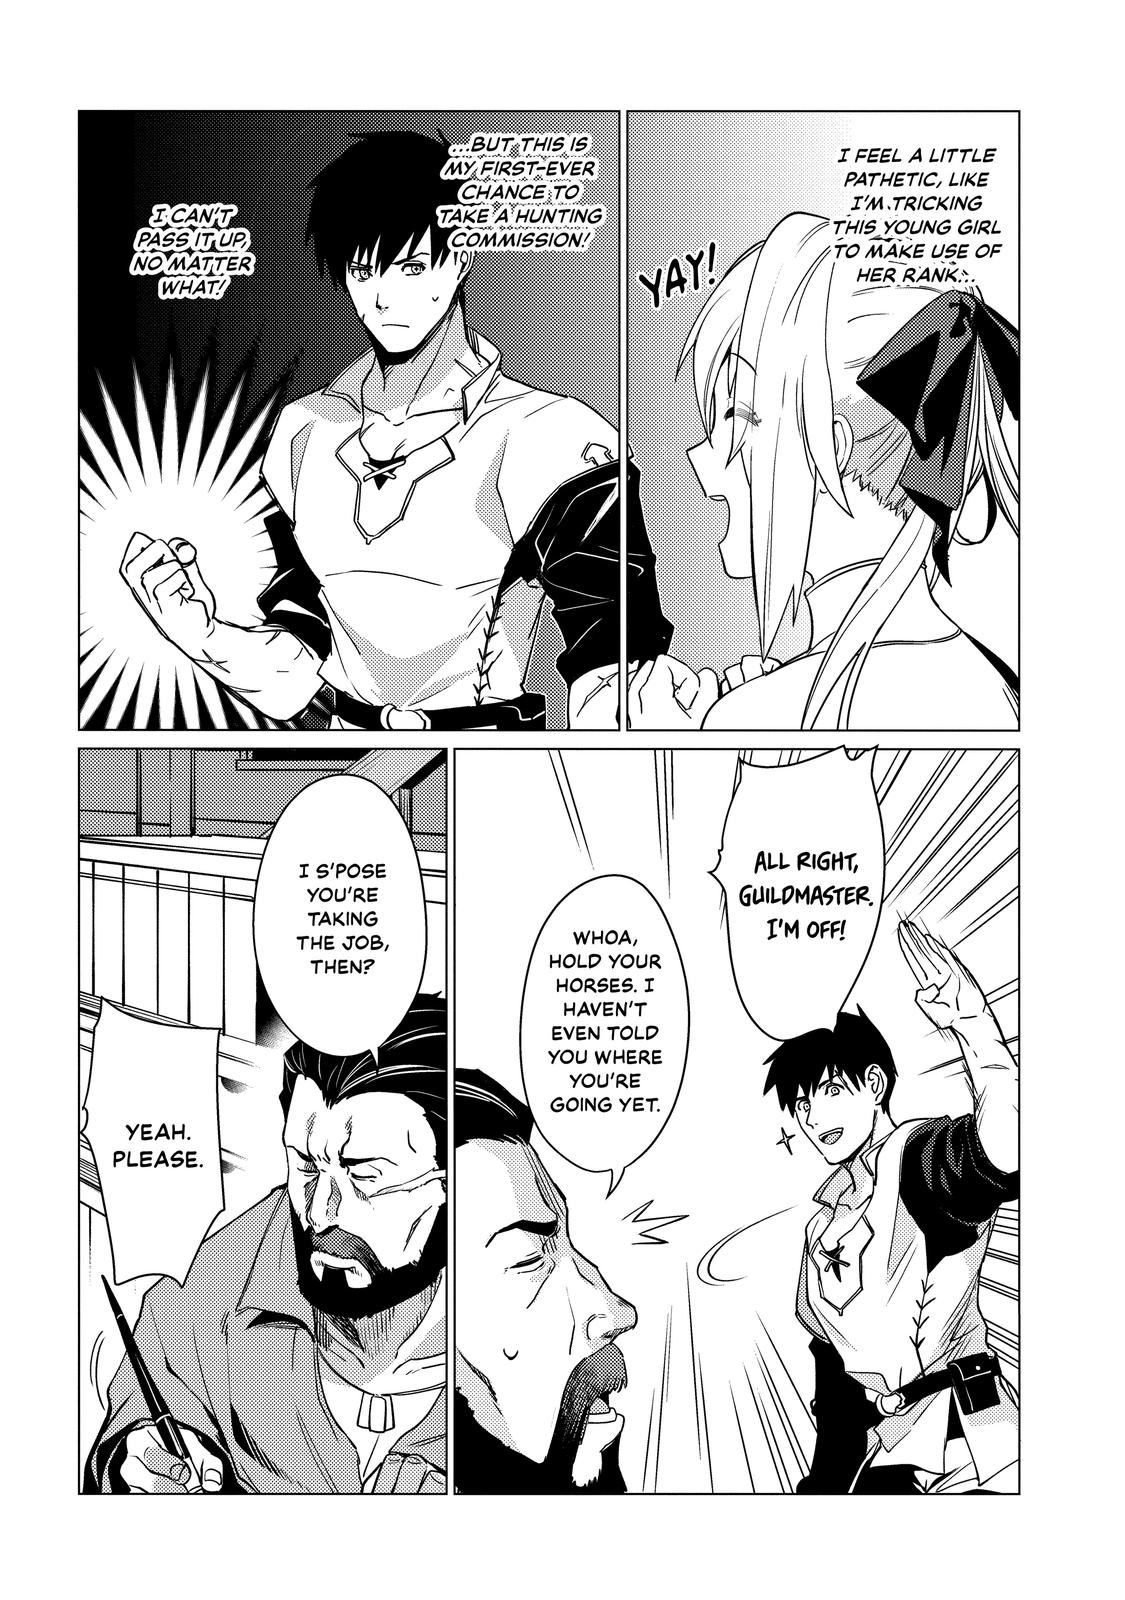 I FEEL A LITTLE
PATHETIC, LIKE
I'M TRICKING
THIS YOUNG GIRL
TO MAKE USE OF
HER RANK...
YAY!
...BUT THIS IS
MY FIRST-EVER
CHANCE TO
TAKE A HUNTING
COMMISSION!
I CAN'T
PASS IT UP,
NO MATTER
WHAT!
ALL RIGHT,
GUILDMASTER.
I'M OFF!
WHOA,
HOLD YOUR
HORSES. I
HAVEN'T
EVEN TOLD
YOU WHERE
YOU'RE
GOING YET.
I S'POSE
YOU'RE
TAKING
THE JOB,
THEN?
YEAH.
PLEASE.